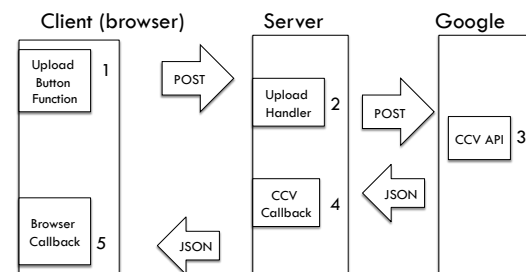 Client (browser)
Server
Google
Upload
Button
Function
1
POST
Upload
Handler
2
POST
CCV API
3
JSON
CCV
Callback
4
JSON
Browser
Callback
5